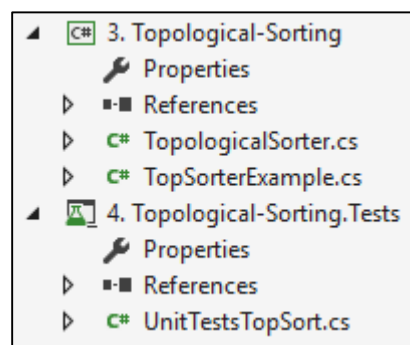 C# 3. Topological-Sorting
Properties
References
C# TopologicalSorter.cs
C# TopSorterExample.cs
4. Topological-Sorting.Tests
Properties
References
C# UnitTestsTopSort.cs